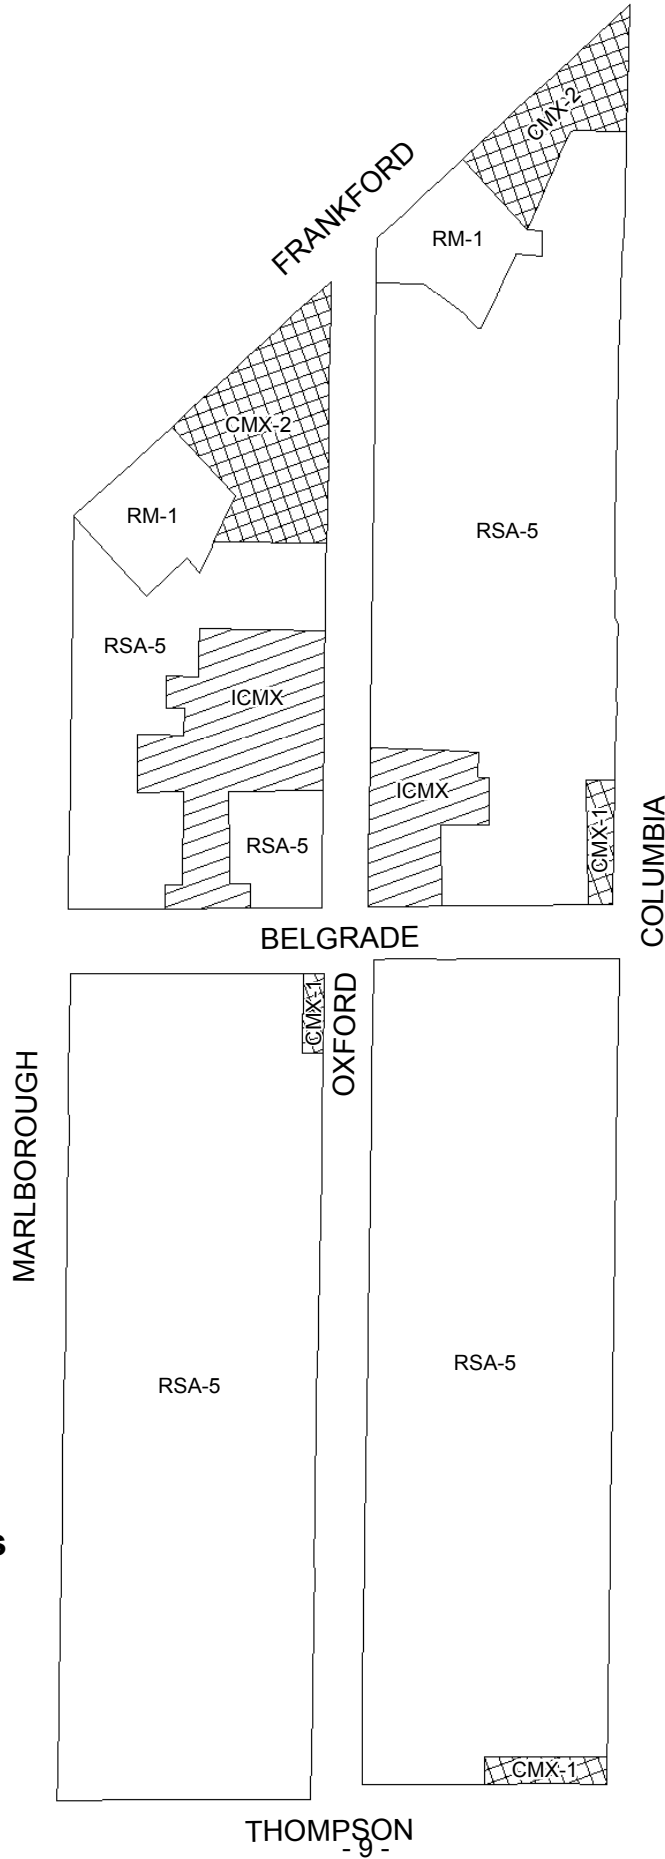 CMX-2
FRANKFORD
RM-1
CMX-2
RM-1
RSA-5
RSA-5
ICMX
ICMX
CMX-1
COLUMBIA
RSA-5
BELGRADE
CMX-1
OXFORD
MARLBOROUGH
RSA-5
RSA-5
s
CMX-1
THOMPSON
- 9 -